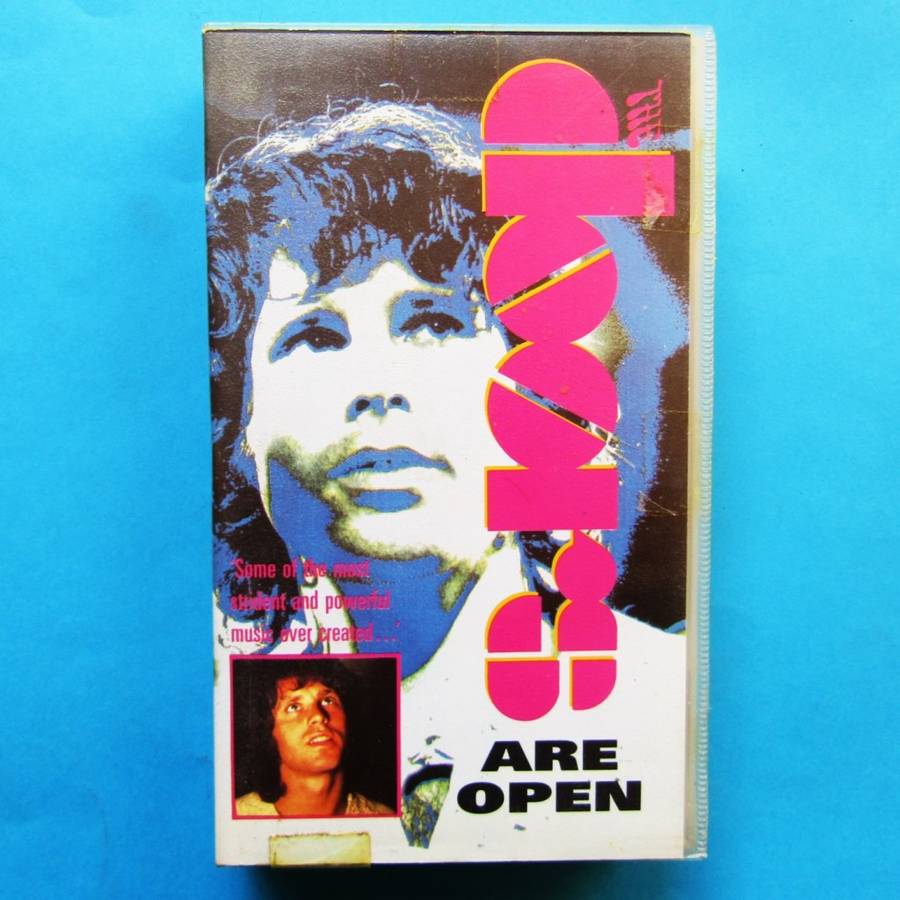 THE
doors
ARE
OPEN
'Some of the most
strident and powerful
music ever created...'